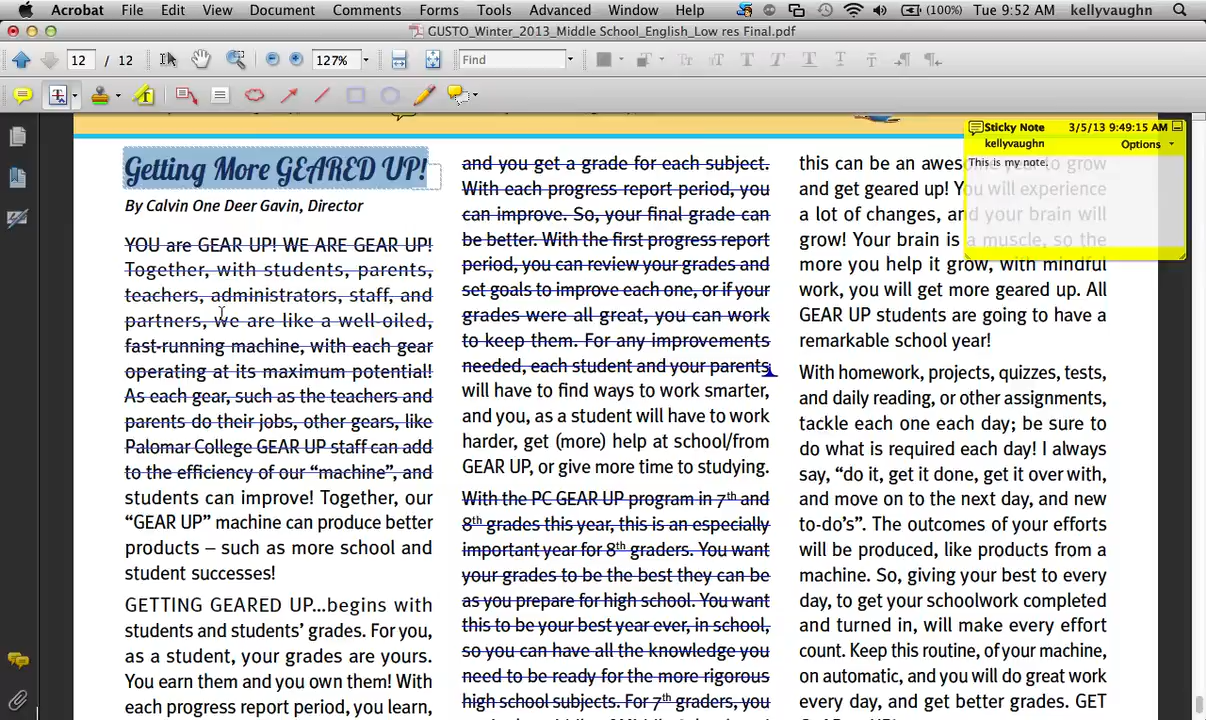 Acrobat File Edit View Document Comments Forms Tools Advanced Window Help (100%) Tue 9:52 AM kellyvaughn
GUSTO_Winter_2013_Middle School_English_Low res Final.pdf
12 / 12 127% Find
Getting More GEARED UP!
By Calvin One Deer Gavin, Director
YOU are GEAR UP! WE ARE GEAR UP!
Together, with students, parents,
teachers, administrators, staff, and
partners, we are like a well-oiled,
fast-running machine, with each gear
operating at its maximum potential!
As each gear, such as the teachers and
parents do their jobs, other gears, like
Palomar College GEAR UP staff can add
to the efficiency of our “machine”, and
students can improve! Together, our
“GEAR UP” machine can produce better
products – such as more school and
student successes!
GETTING GEARED UP...begins with
students and students’ grades. For you,
as a student, your grades are yours.
You earn them and you own them! With
each progress report period, you learn,
and you get a grade for each subject.
With each progress report period, you
can improve. So, your final grade can
be better. With the first progress report
period, you can review your grades and
set goals to improve each one, or if your
grades were all great, you can work
to keep them. For any improvements
needed, each student and your parents
will have to find ways to work smarter,
and you, as a student will have to work
harder, get (more) help at school/from
GEAR UP, or give more time to studying.
With the PC GEAR UP program in 7th and
8th grades this year, this is an especially
important year for 8th graders. You want
your grades to be the best they can be
as you prepare for high school. You want
this to be your best year ever, in school,
so you can have all the knowledge you
need to be ready for the more rigorous
high school subjects. For 7th graders, you
this can be an awesome year to grow
and get geared up! You will experience
a lot of changes, and your brain will
grow! Your brain is a muscle, so the
more you help it grow, with mindful
work, you will get more geared up. All
GEAR UP students are going to have a
remarkable school year!
With homework, projects, quizzes, tests,
and daily reading, or other assignments,
tackle each one each day; be sure to
do what is required each day! I always
say, “do it, get it done, get it over with,
and move on to the next day, and new
to-do’s”. The outcomes of your efforts
will be produced, like products from a
machine. So, giving your best to every
day, to get your schoolwork completed
and turned in, will make every effort
count. Keep this routine, of your machine,
on automatic, and you will do great work
every day, and get better grades. GET
Sticky Note 3/5/13 9:49:15 AM
kellyvaughn
Options
This is my note.